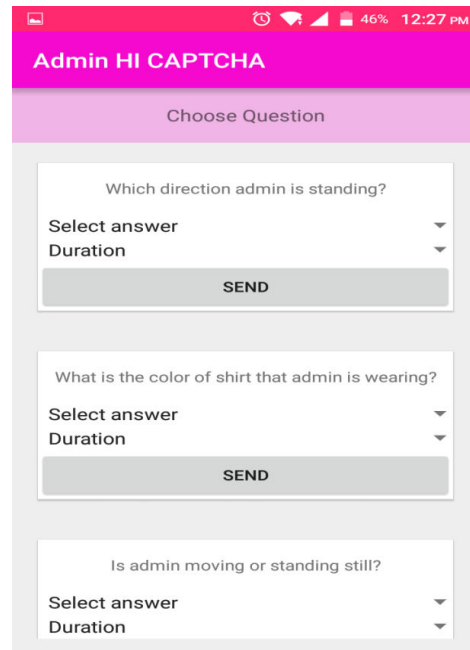 46% 12:27 PM
Admin HI CAPTCHA
Choose Question
Which direction admin is standing?
Select answer
Duration
SEND
What is the color of shirt that admin is wearing?
Select answer
Duration
SEND
Is admin moving or standing still?
Select answer
Duration